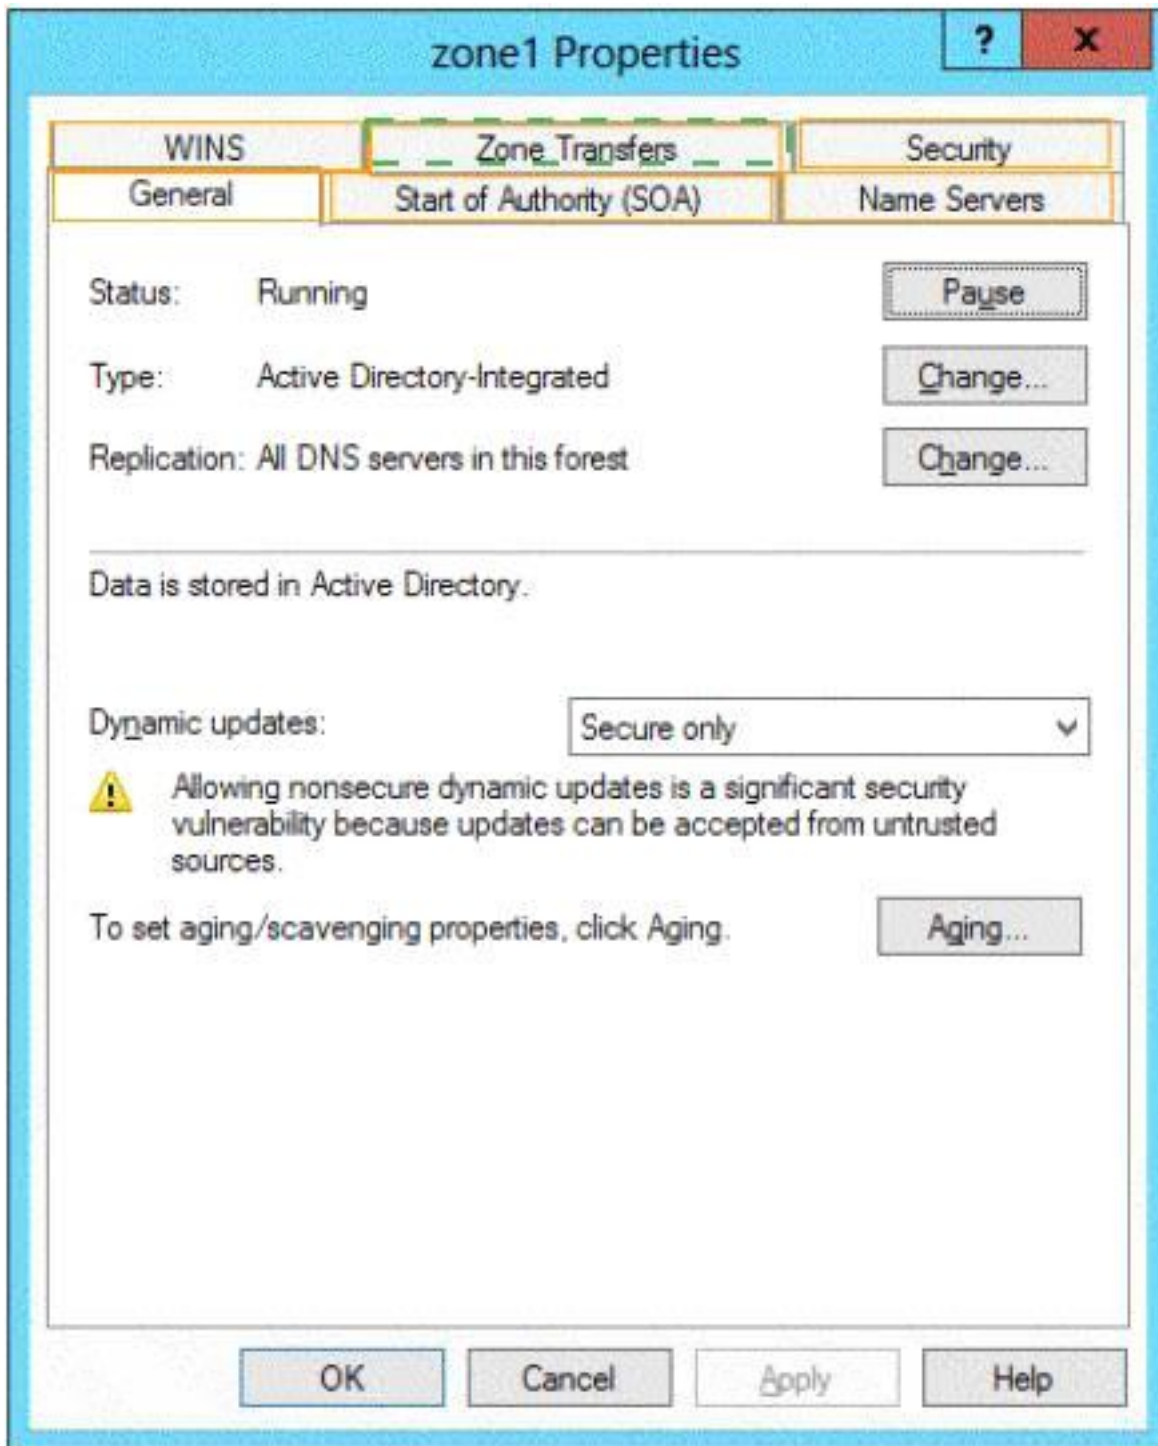 zone1 Properties
?
x
WINS
Zone Transfers
Security
General
Start of Authority (SOA)
Name Servers
Status: Running
Pause
Type: Active Directory-Integrated
Change...
Replication: All DNS servers in this forest
Change...
Data is stored in Active Directory.
Dynamic updates:
Secure only
Allowing nonsecure dynamic updates is a significant security
vulnerability because updates can be accepted from untrusted
sources.
To set aging/scavenging properties, click Aging.
Aging...
OK
Cancel
Apply
Help